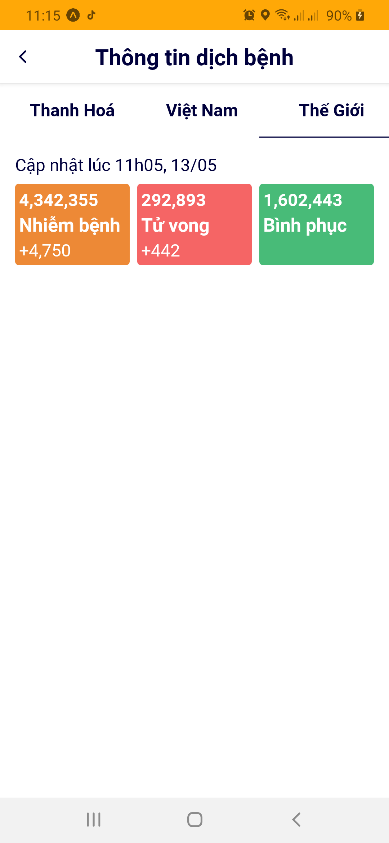 11:15 90%
Thông tin dịch bệnh
Thanh Hoá Việt Nam Thế Giới
Cập nhật lúc 11h05, 13/05
4,342,355 292,893 1,602,443
Nhiễm bệnh Tử vong Bình phục
+4,750 +442